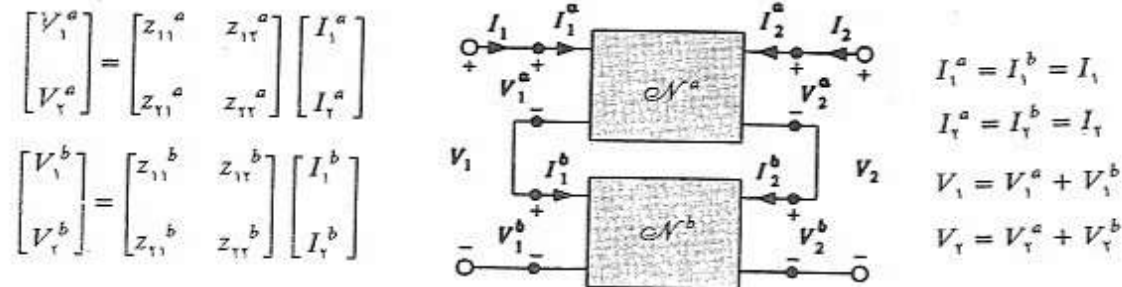 [V₁ᵃ V₂ᵃ] = [z₁₁ᵃ z₁₂ᵃ z₂₁ᵃ z₂₂ᵃ] [I₁ᵃ I₂ᵃ]
[V₁ᵇ V₂ᵇ] = [z₁₁ᵇ z₁₂ᵇ z₂₁ᵇ z₂₂ᵇ] [I₁ᵇ I₂ᵇ]
I₁ I₁ᵃ I₂ᵃ I₂
+ + + +
V₁ᵃ 𝒩ᵃ V₂ᵃ
− −
V₁ I₁ᵇ I₂ᵇ V₂
+ +
V₁ᵇ 𝒩ᵇ V₂ᵇ
− − − −
I₁ᵃ = I₁ᵇ = I₁
I₂ᵃ = I₂ᵇ = I₂
V₁ = V₁ᵃ + V₁ᵇ
V₂ = V₂ᵃ + V₂ᵇ